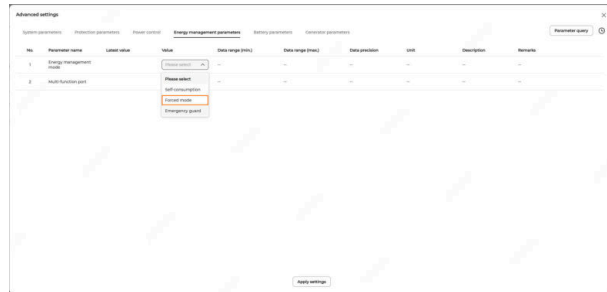 Advanced settings
System parameters Protection parameters Power control Energy management parameters Battery parameters Generator parameters Parameter query
No. Parameter name Latest value Value Data range (min.) Data range (max.) Data precision Unit Description Remarks
1 Energy management mode Please select -- -- -- -- -- --
2 Multi-function port -- -- -- -- -- --
Please select
Self-consumption
Forced mode
Emergency guard
Apply settings